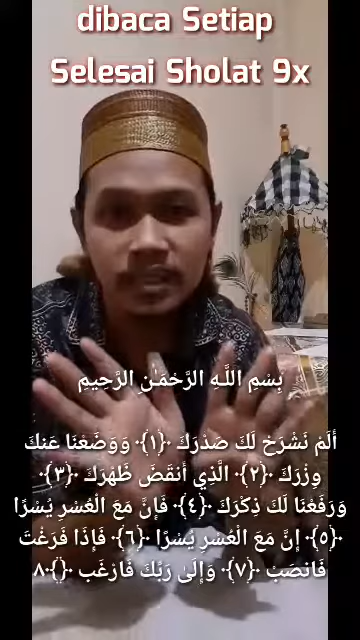 dibaca Setiap
Selesai Sholat 9x
بِسْمِ اللَّـهِ الرَّحْمَـٰنِ الرَّحِيمِ
أَلَمْ نَشْرَحْ لَكَ صَدْرَكَ ﴿١﴾ وَوَضَعْنَا عَنكَ
وِزْرَكَ ﴿٢﴾ الَّذِي أَنقَضَ ظَهْرَكَ ﴿٣﴾
وَرَفَعْنَا لَكَ ذِكْرَكَ ﴿٤﴾ فَإِنَّ مَعَ الْعُسْرِ يُسْرًا
﴿٥﴾ إِنَّ مَعَ الْعُسْرِ يُسْرًا ﴿٦﴾ فَإِذَا فَرَغْتَ
فَانصَبْ ﴿٧﴾ وَإِلَىٰ رَبِّكَ فَارْغَب ﴿﴾٨